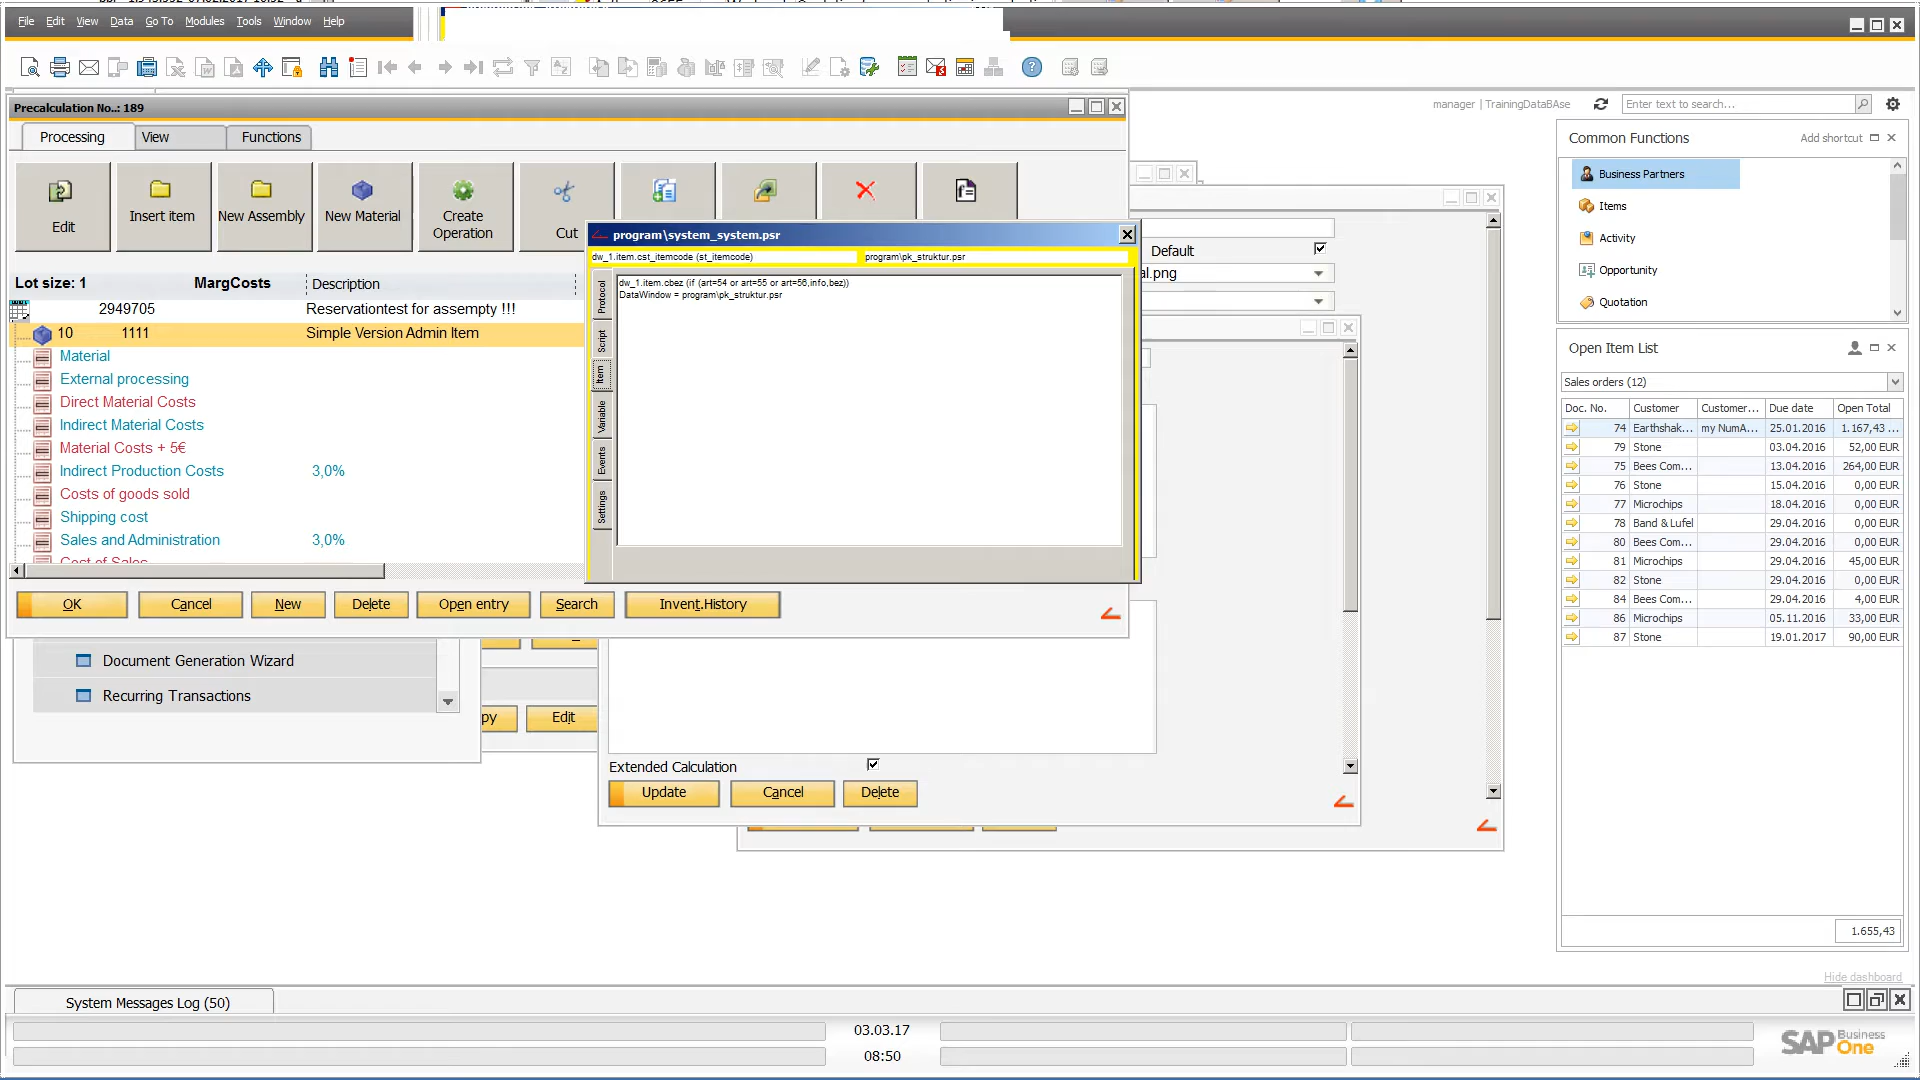 File Edit View Data Go To Modules Tools Window Help
manager | TrainingDataBAse
Enter text to search...
Precalculation No..: 189
Processing
View
Functions
Edit
Insert item
New Assembly
New Material
Create Operation
Cut
Lot size: 1
MargCosts
Description
2949705
Reservationtest for assempty !!!
10
1111
Simple Version Admin Item
Material
External processing
Direct Material Costs
Indirect Material Costs
Material Costs + 5€
Indirect Production Costs 3,0%
Costs of goods sold
Shipping cost
Sales and Administration 3,0%
Cost of Sales
OK
Cancel
New
Delete
Open entry
Search
Invent.History
program\system_system.psr
dw_1.item.cst_itemcode (st_itemcode)
program\pk_struktur.psr
Protocol
Script
Item
Variable
Events
Settings
dw_1.item.cbez (if (art=54 or art=55 or art=56,info,bez))
DataWindow = program\pk_struktur.psr
Default
al.png
Document Generation Wizard
Recurring Transactions
py
Edit
Extended Calculation
Update
Cancel
Delete
Common Functions
Add shortcut
Business Partners
Items
Activity
Opportunity
Quotation
Open Item List
Sales orders (12)
Doc. No. Customer Customer... Due date Open Total
74 Earthshak... my NumA... 25.01.2016 1.167,43 ...
79 Stone 03.04.2016 52,00 EUR
75 Bees Com... 13.04.2016 264,00 EUR
76 Stone 15.04.2016 0,00 EUR
77 Microchips 18.04.2016 0,00 EUR
78 Band & Lufel 29.04.2016 0,00 EUR
80 Bees Com... 29.04.2016 0,00 EUR
81 Microchips 29.04.2016 45,00 EUR
82 Stone 29.04.2016 0,00 EUR
84 Bees Com... 29.04.2016 4,00 EUR
86 Microchips 05.11.2016 33,00 EUR
87 Stone 19.01.2017 90,00 EUR
1.655,43
Hide dashboard
System Messages Log (50)
03.03.17
08:50
SAP Business One